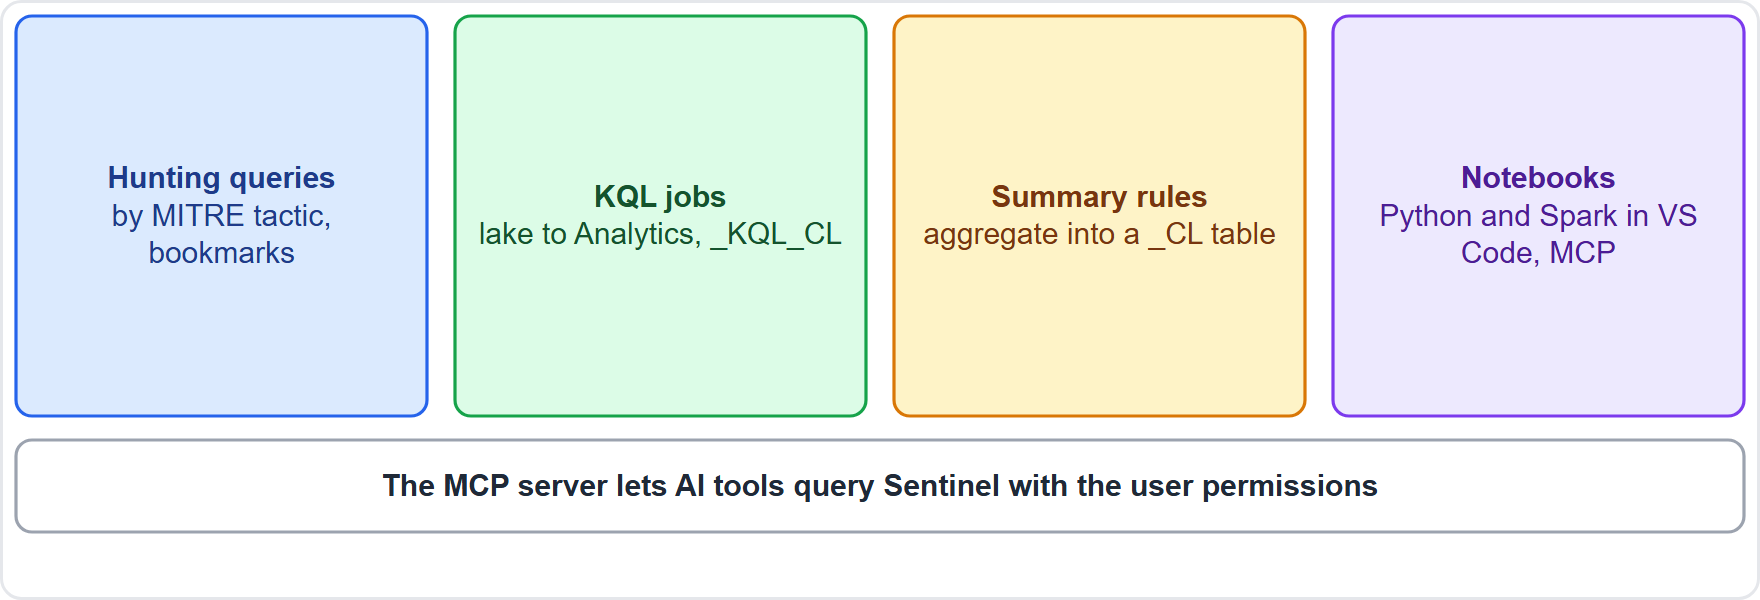 Hunting queries
by MITRE tactic,
bookmarks
KQL jobs
lake to Analytics, _KQL_CL
Summary rules
aggregate into a _CL table
Notebooks
Python and Spark in VS
Code, MCP
The MCP server lets AI tools query Sentinel with the user permissions